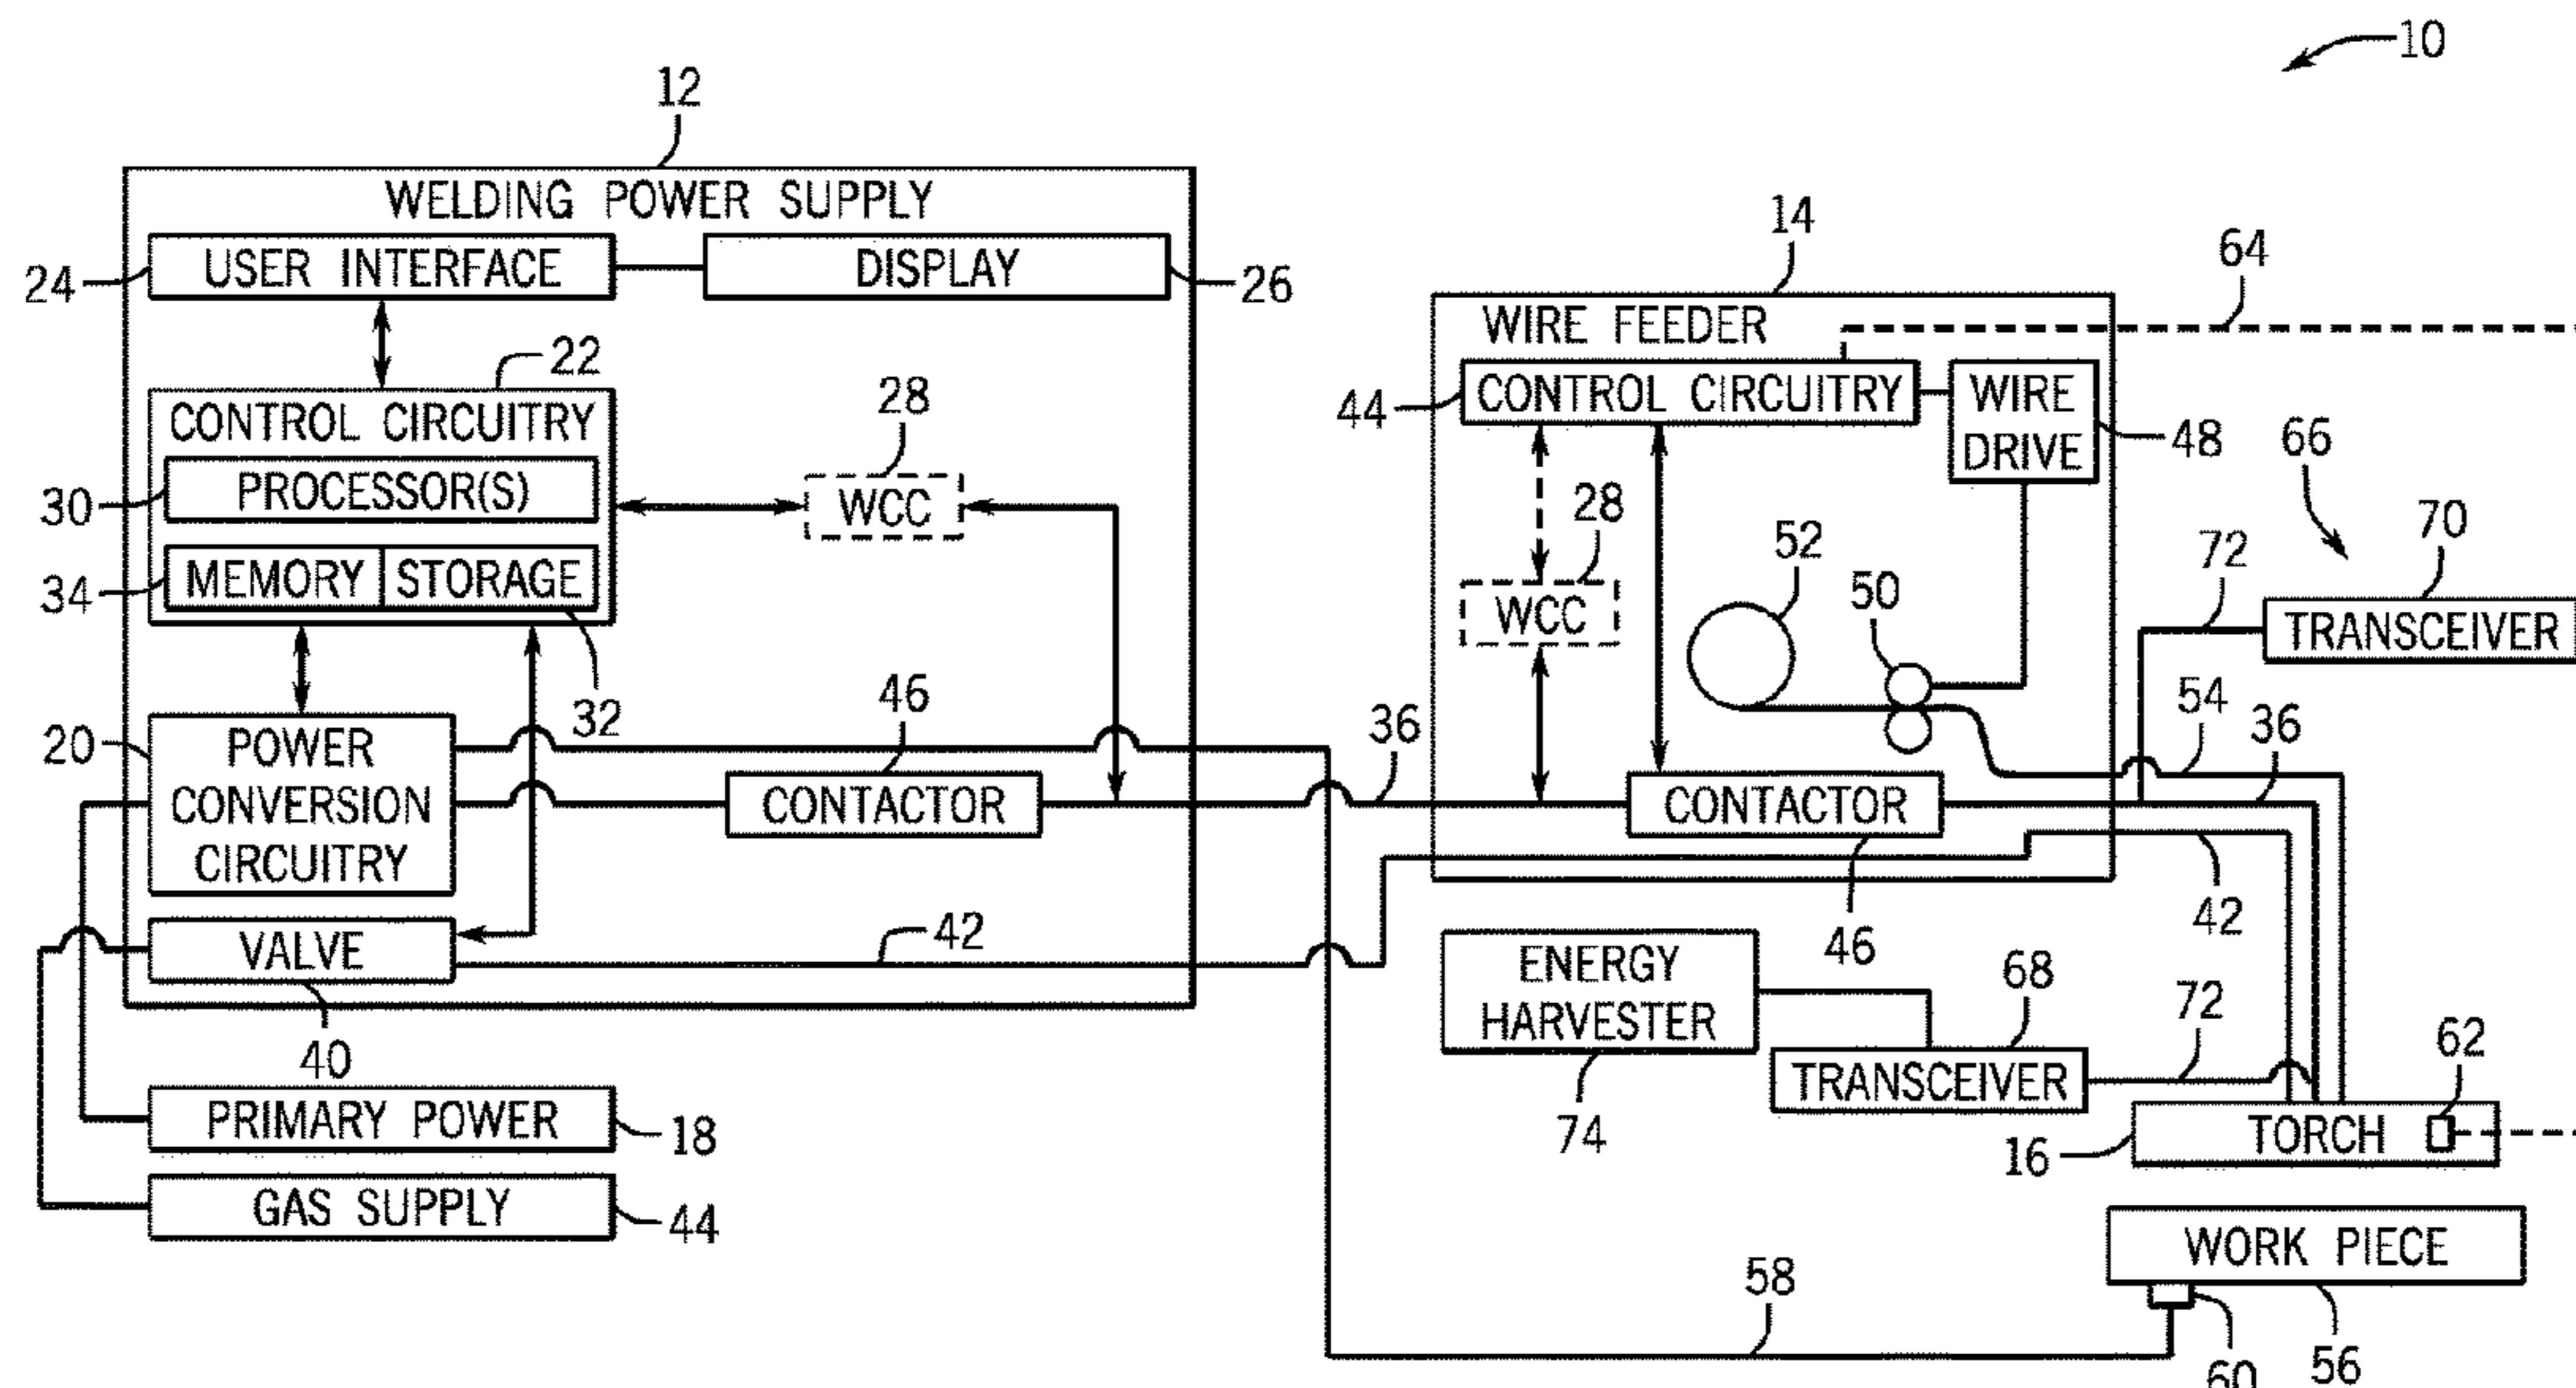 10
12
WELDING POWER SUPPLY
14
24
USER INTERFACE
DISPLAY
26
64
WIRE FEEDER
22
CONTROL CIRCUITRY
28
44
CONTROL CIRCUITRY
WIRE
DRIVE
48
66
30
PROCESSOR(S)
WCC
28
52
70
34
MEMORY
STORAGE
WCC
50
72
TRANSCEIVER
32
46
36
54
36
20
POWER
CONVERSION
CIRCUITRY
CONTACTOR
CONTACTOR
42
VALVE
42
46
ENERGY
HARVESTER
68
72
62
40
74
TRANSCEIVER
PRIMARY POWER
18
16
TORCH
GAS SUPPLY
44
WORK PIECE
58
60
56